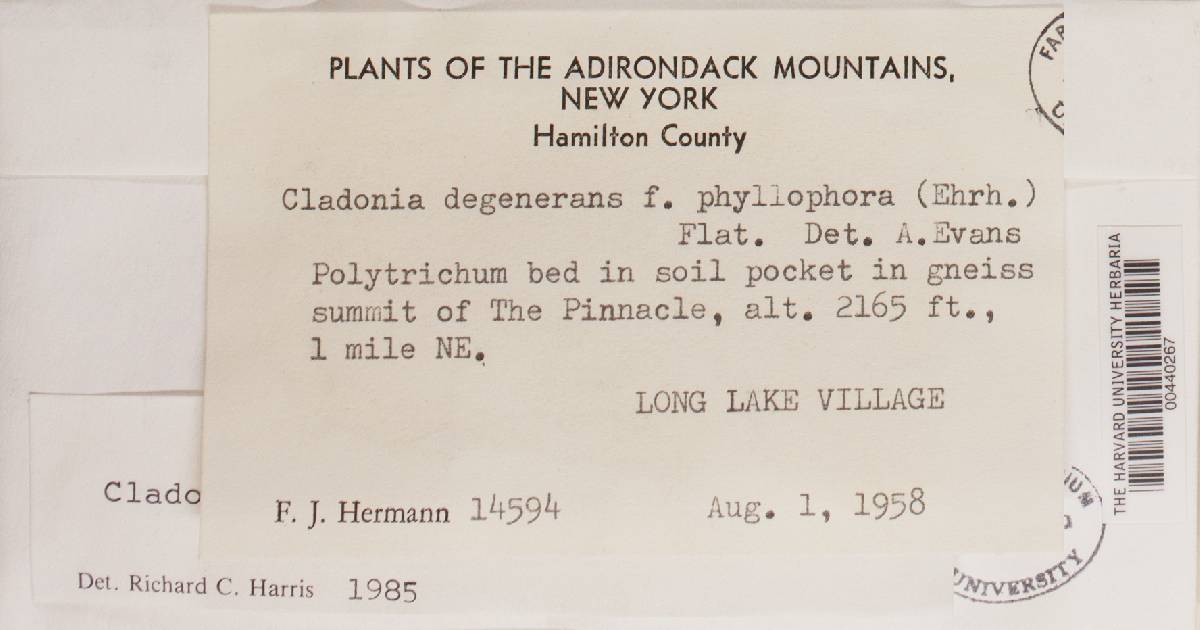 PLANTS OF THE ADIRONDACK MOUNTAINS,
NEW YORK
Hamilton County
Cladonia degenerans f. phyllophora (Ehrh.)
Flat. Det. A.Evans
Polytrichum bed in soil pocket in gneiss
summit of The Pinnacle, alt. 2165 ft.,
1 mile NE.
LONG LAKE VILLAGE
F. J. Hermann 14594 Aug. 1, 1958
Clado
Det. Richard C. Harris 1985
FAR
UNIVERSITY
THE HARVARD UNIVERSITY HERBARIA
00440267